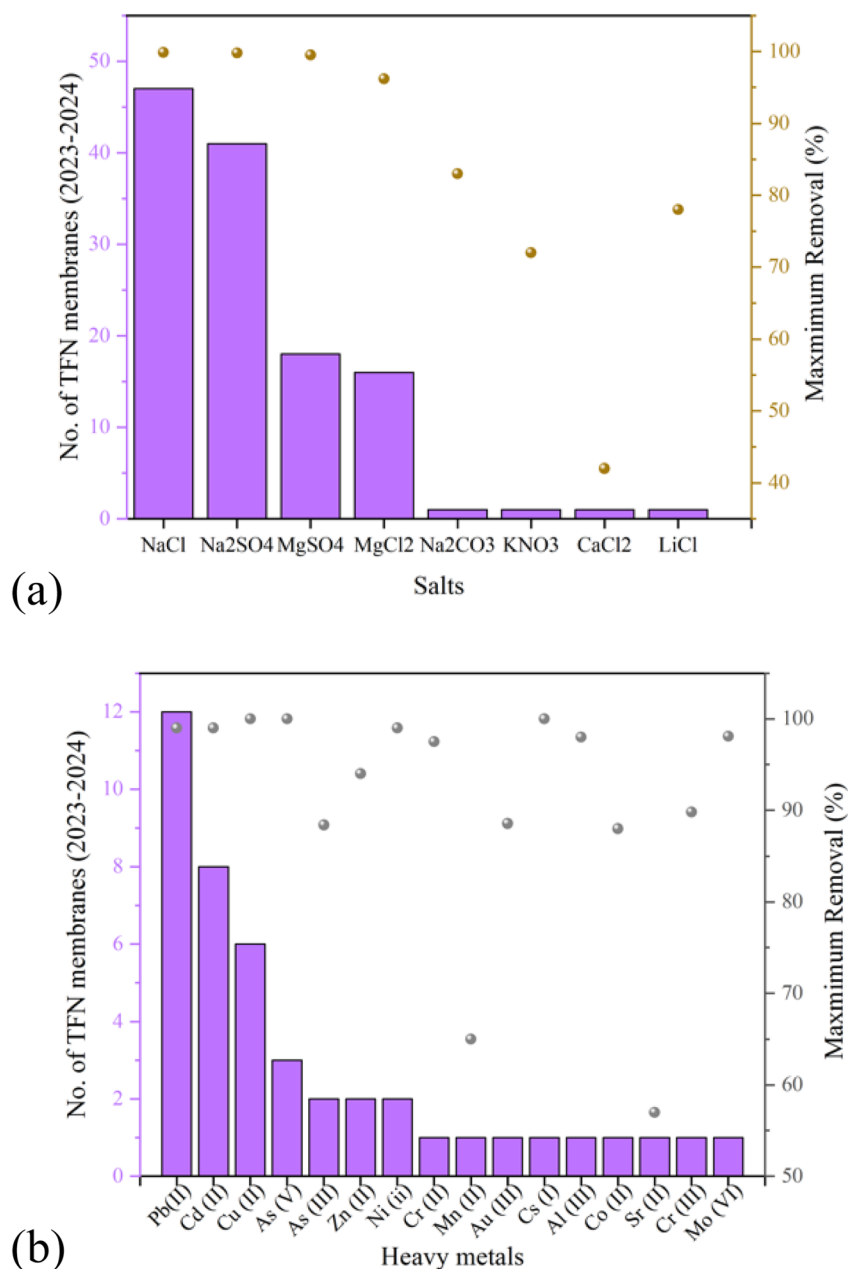 No. of TFN membranes (2023-2024)
50
40
30
20
10
0
100
90
80
70
60
50
40
Maxmimum Removal (%)
NaCl Na2SO4 MgSO4 MgCl2 Na2CO3 KNO3 CaCl2 LiCl
Salts
(a)
No. of TFN membranes (2023-2024)
12
10
8
6
4
2
0
100
90
80
70
60
50
Maxmimum Removal (%)
Pb(II) Cd (II) Cu (II) As (V) As (III) Zn (II) Ni (ii) Cr (II) Mn (II) Au (III) Cs (I) Al (III) Co (II) Sr (II) Cr (III) Mo (VI)
Heavy metals
(b)